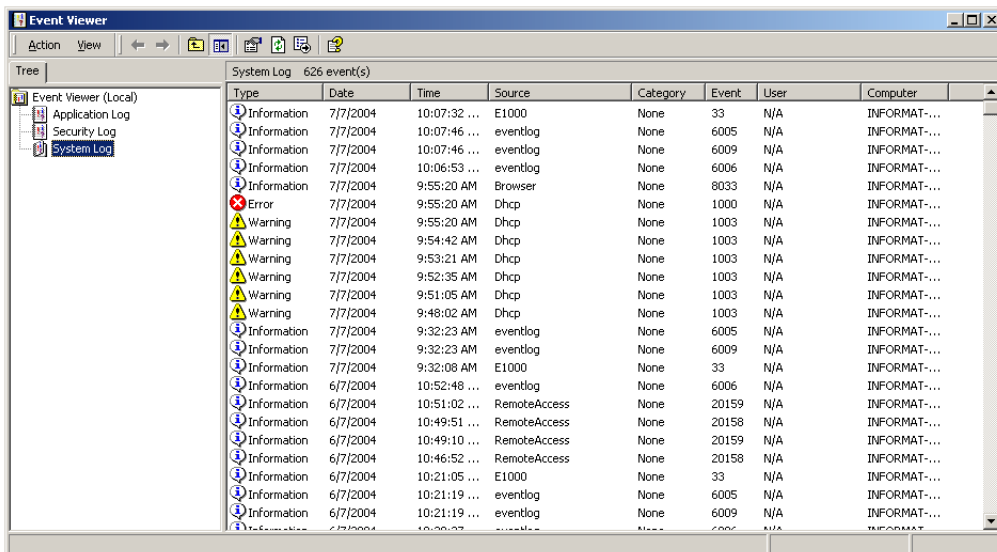 Event Viewer
Action View
Tree
System Log 626 event(s)
Event Viewer (Local)
Application Log
Security Log
System Log
Type Date Time Source Category Event User Computer
Information 7/7/2004 10:07:32 ... E1000 None 33 N/A INFORMAT-...
Information 7/7/2004 10:07:46 ... eventlog None 6005 N/A INFORMAT-...
Information 7/7/2004 10:07:46 ... eventlog None 6009 N/A INFORMAT-...
Information 7/7/2004 10:06:53 ... eventlog None 6006 N/A INFORMAT-...
Information 7/7/2004 9:55:20 AM Browser None 8033 N/A INFORMAT-...
Error 7/7/2004 9:55:20 AM Dhcp None 1000 N/A INFORMAT-...
Warning 7/7/2004 9:55:20 AM Dhcp None 1003 N/A INFORMAT-...
Warning 7/7/2004 9:54:42 AM Dhcp None 1003 N/A INFORMAT-...
Warning 7/7/2004 9:53:21 AM Dhcp None 1003 N/A INFORMAT-...
Warning 7/7/2004 9:52:35 AM Dhcp None 1003 N/A INFORMAT-...
Warning 7/7/2004 9:51:05 AM Dhcp None 1003 N/A INFORMAT-...
Warning 7/7/2004 9:48:02 AM Dhcp None 1003 N/A INFORMAT-...
Information 7/7/2004 9:32:23 AM eventlog None 6005 N/A INFORMAT-...
Information 7/7/2004 9:32:23 AM eventlog None 6009 N/A INFORMAT-...
Information 7/7/2004 9:32:08 AM E1000 None 33 N/A INFORMAT-...
Information 6/7/2004 10:52:48 ... eventlog None 6006 N/A INFORMAT-...
Information 6/7/2004 10:51:02 ... RemoteAccess None 20159 N/A INFORMAT-...
Information 6/7/2004 10:49:51 ... RemoteAccess None 20158 N/A INFORMAT-...
Information 6/7/2004 10:49:10 ... RemoteAccess None 20159 N/A INFORMAT-...
Information 6/7/2004 10:46:52 ... RemoteAccess None 20158 N/A INFORMAT-...
Information 6/7/2004 10:21:05 ... E1000 None 33 N/A INFORMAT-...
Information 6/7/2004 10:21:19 ... eventlog None 6005 N/A INFORMAT-...
Information 6/7/2004 10:21:19 ... eventlog None 6009 N/A INFORMAT-...